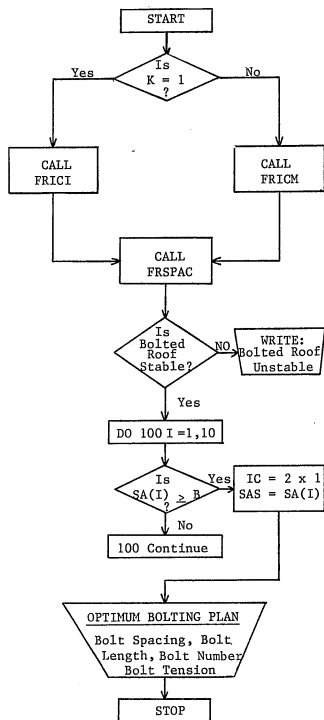 START
Is
K = 1
?
Yes
No
CALL
FRICI
CALL
FRICM
CALL
FRSPAC
Is
Bolted
Roof
Stable?
NO
WRITE:
Bolted Roof
Unstable
Yes
DO 100 I =1,10
Is
SA(I) ≥ B
?
Yes
IC = 2 x 1
SAS = SA(I)
No
100 Continue
OPTIMUM BOLTING PLAN
Bolt Spacing, Bolt
Length, Bolt Number
Bolt Tension
STOP